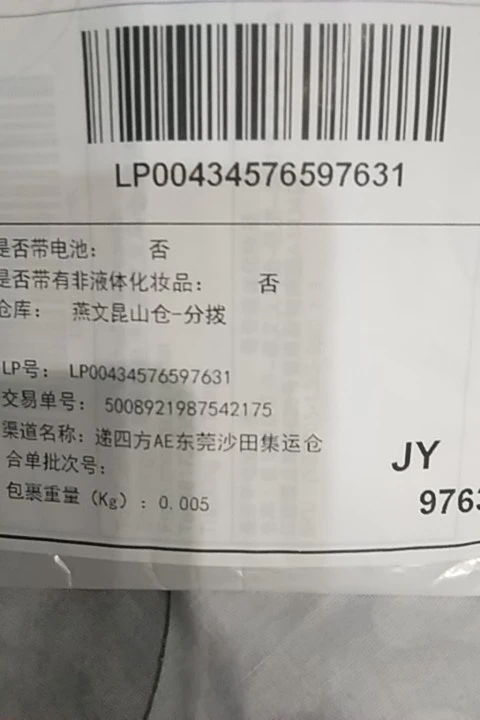 LP00434576597631
是否带电池： 否
是否带有非液体化妆品： 否
仓库： 燕文昆山仓-分拨
LP号： LP00434576597631
交易单号： 5008921987542175
渠道名称：递四方AE东莞沙田集运仓
合单批次号：
包裹重量（Kg）：0.005
JY
9763